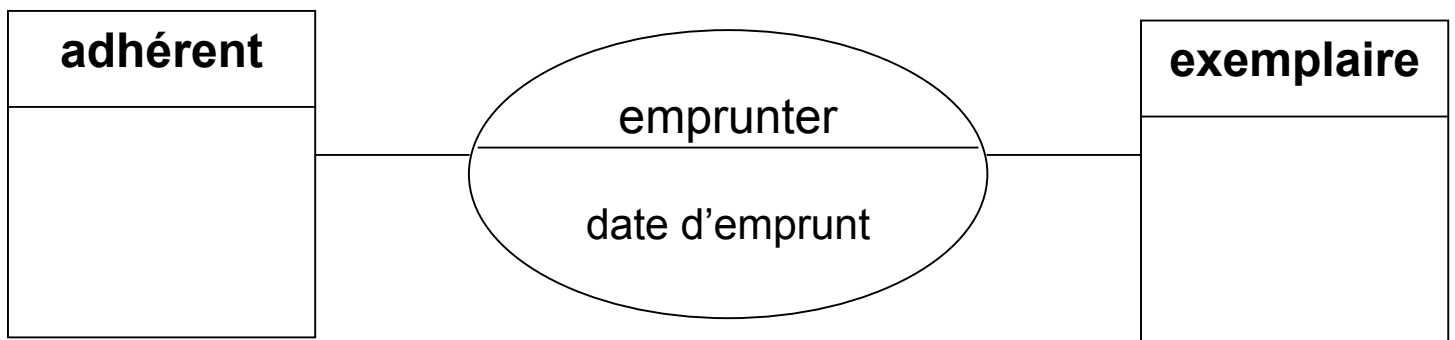 adhérent
emprunter
date d’emprunt
exemplaire